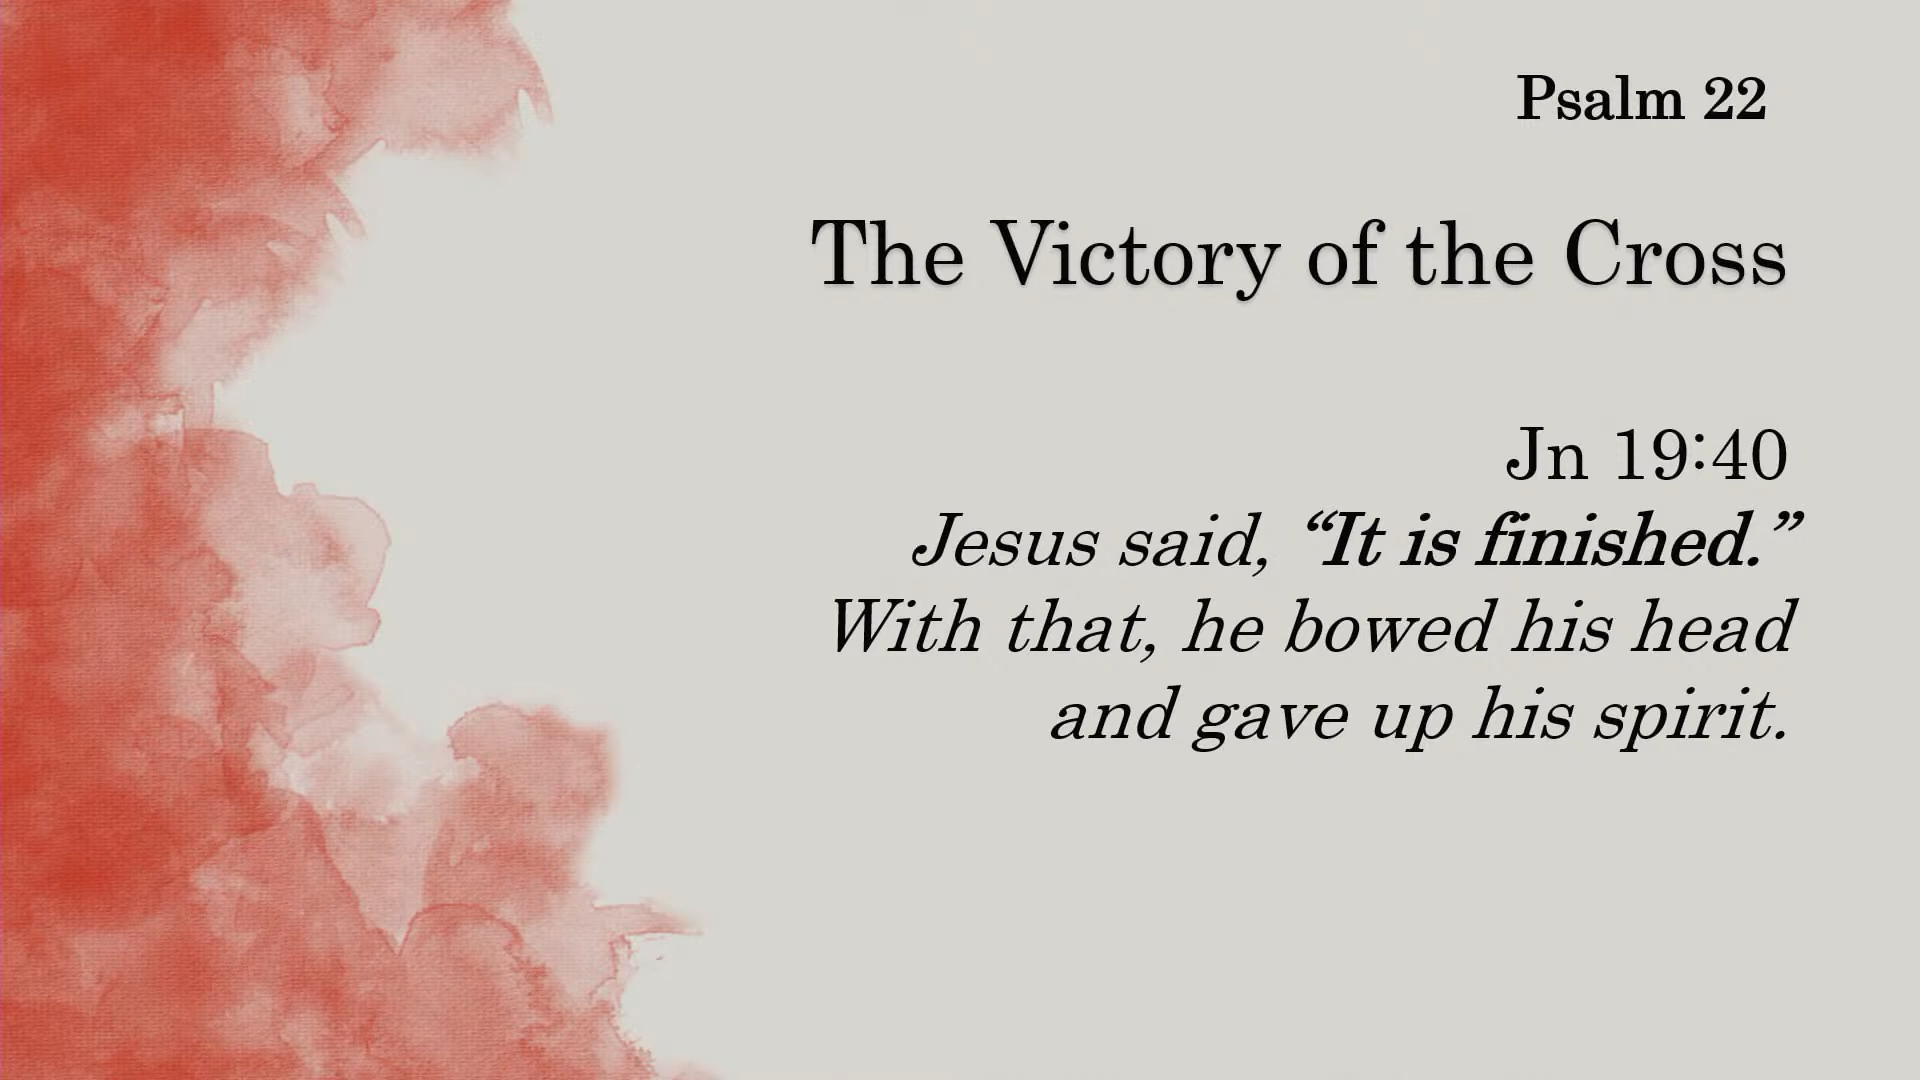 Psalm 22
The Victory of the Cross
Jn 19:40
Jesus said, “It is finished.”
With that, he bowed his head
and gave up his spirit.